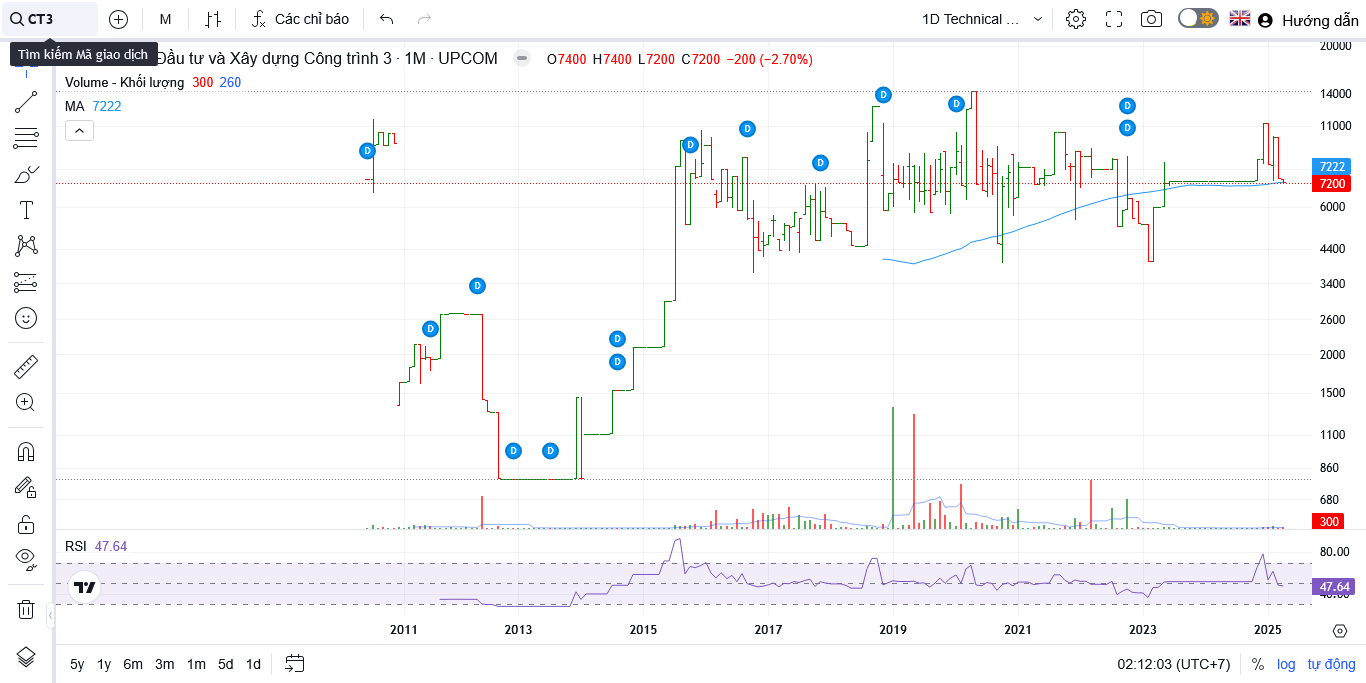 CT3
M
Các chỉ báo
1D Technical ...
Hướng dẫn
Tìm kiếm Mã giao dịch
Đầu tư và Xây dựng Công trình 3 · 1M · UPCOM
O7400 H7400 L7200 C7200 −200 (−2.70%)
Volume - Khối lượng 300 260
MA 7222
D
D
D
D
D
D
D
D
D
D
D
D
D
D
20000
14000
11000
7222
7200
6000
4400
3400
2600
2000
1500
1100
860
680
300
RSI 47.64
80.00
47.64
40.00
2011 2013 2015 2017 2019 2021 2023 2025
5y 1y 6m 3m 1m 5d 1d
02:12:03 (UTC+7) % log tự động